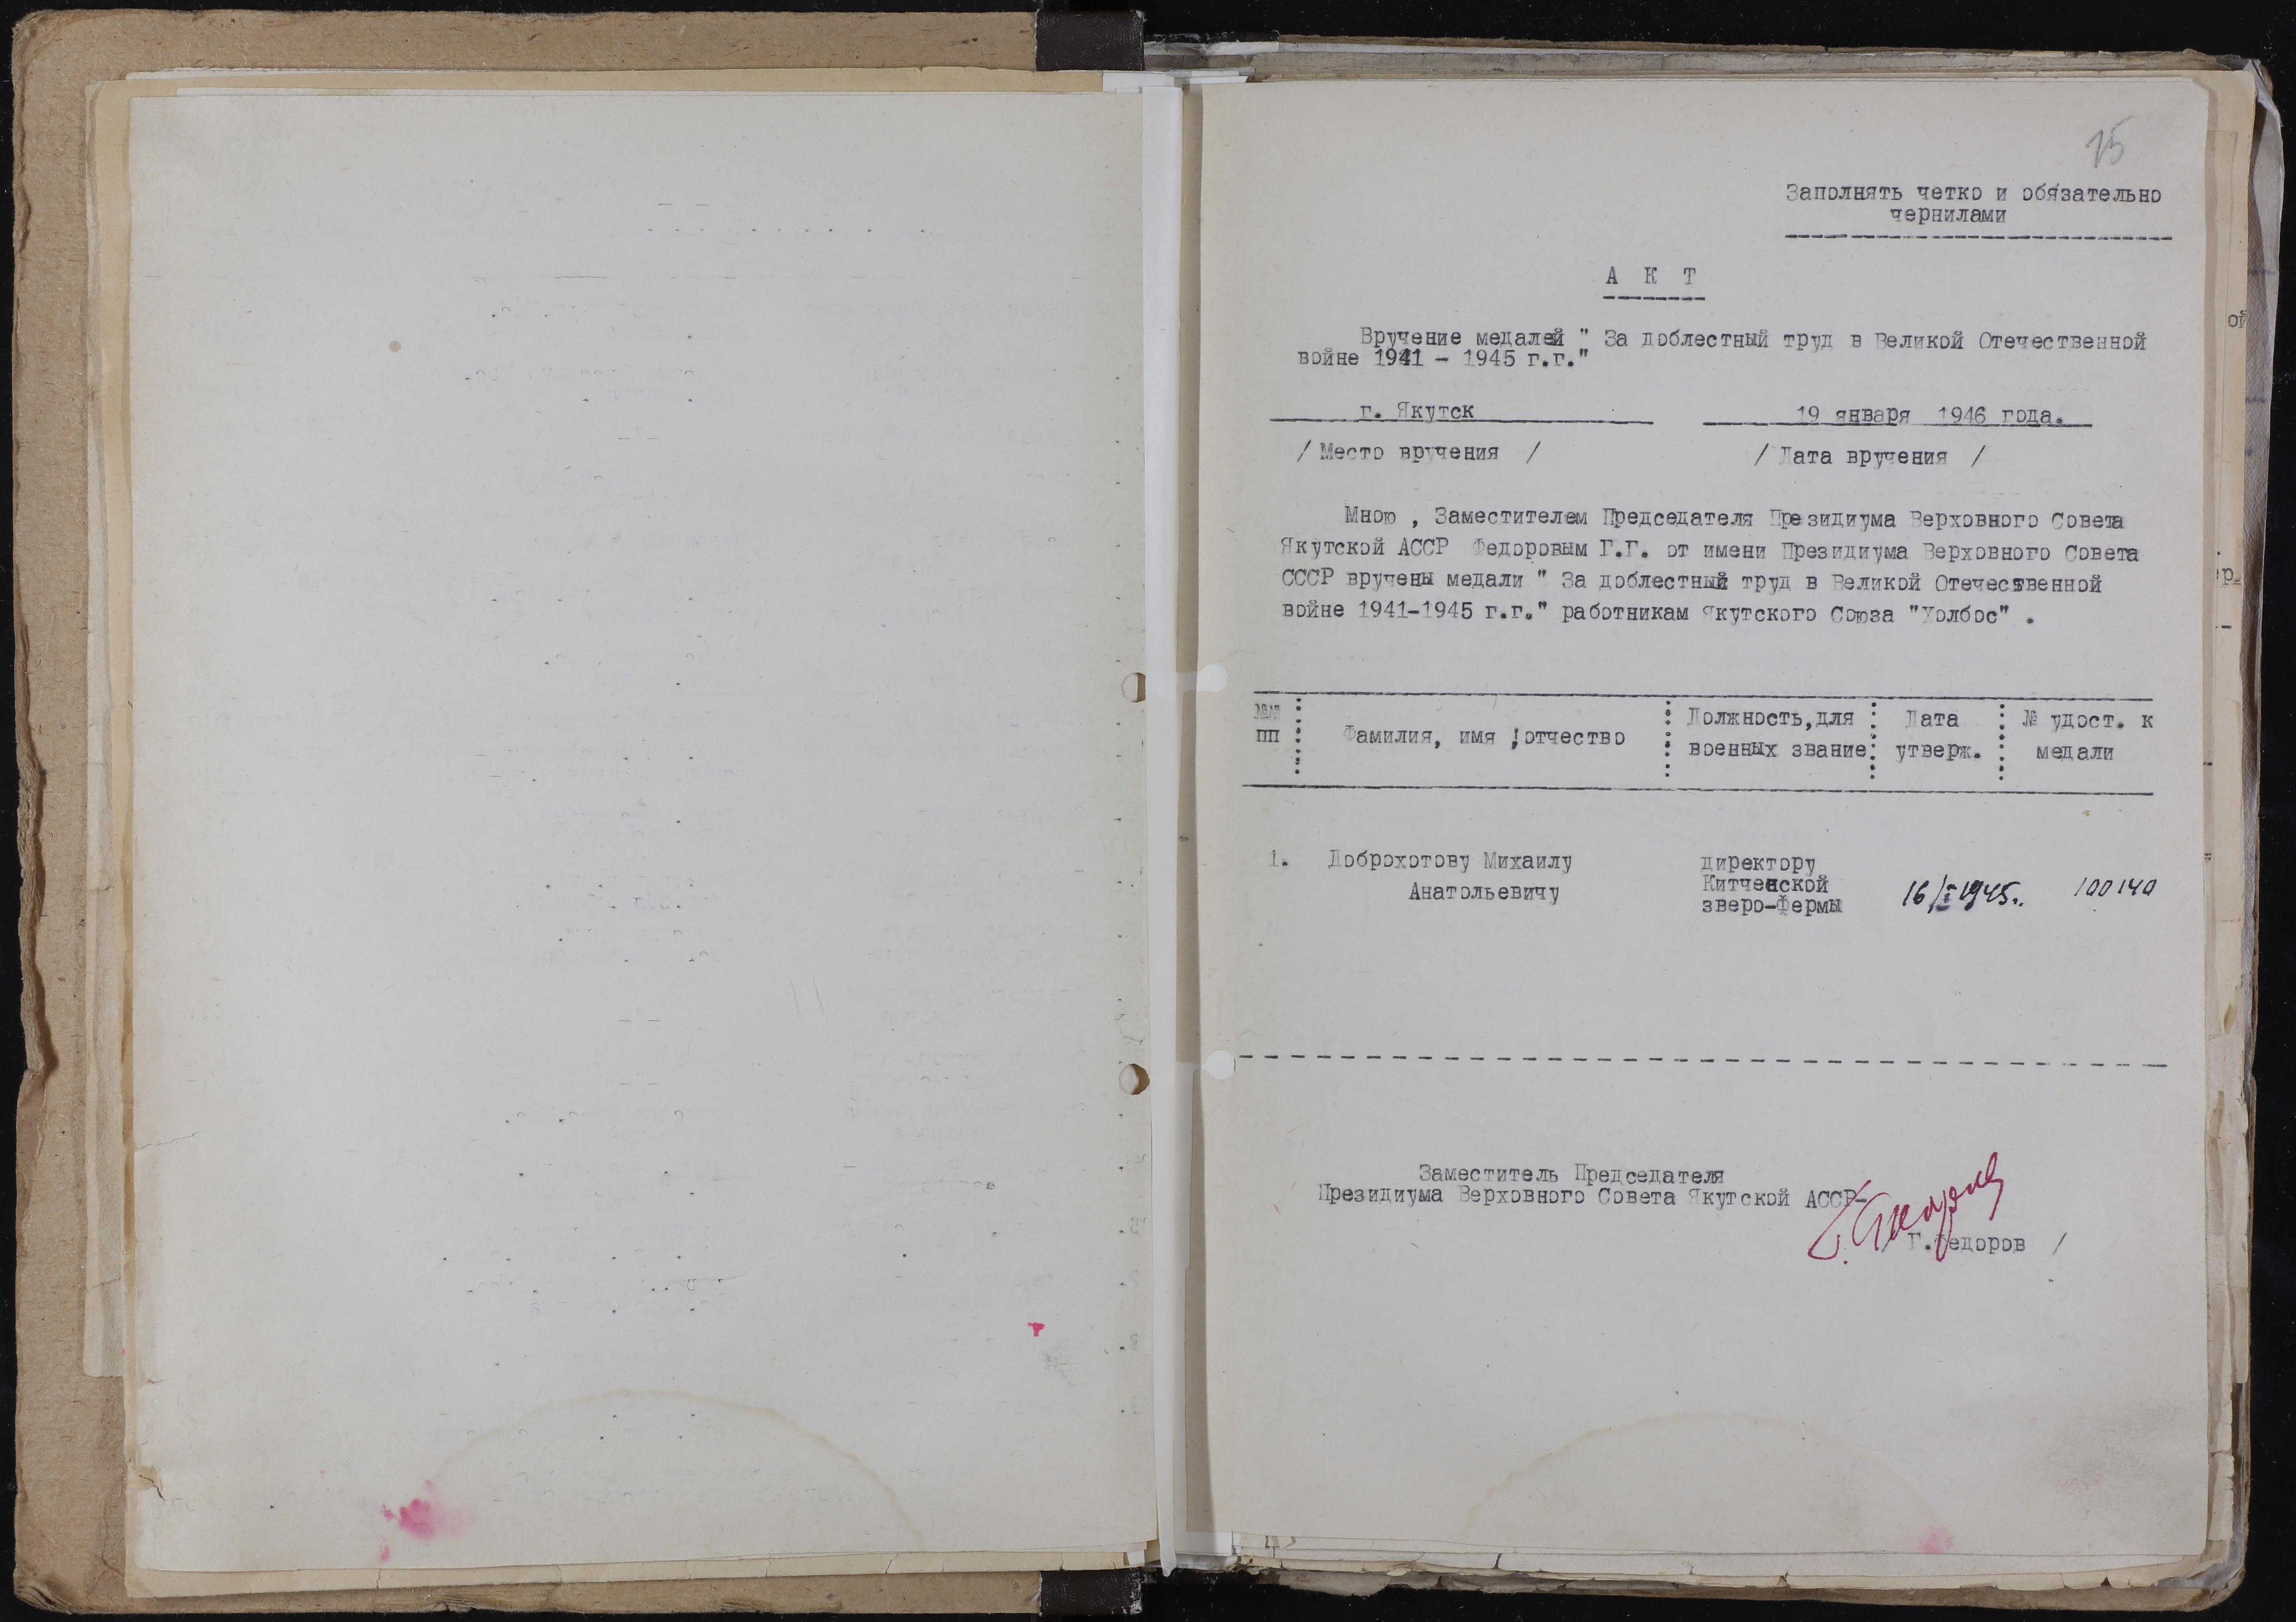 15
Заполнять четко и обязательно
чернилами
А К Т
Вручение медалей " За доблестный труд в Великой Отечественной
войне 1941 - 1945 г.г."
г. Якутск 19 января 1946 года.
/ Место вручения / / Дата вручения /
Мною , Заместителем Председателя Президиума Верховного Совета
Якутской АССР Федоровым Г.Г. от имени Президиума Верховного Совета
СССР вручены медали " За доблестный труд в Великой Отечественной
войне 1941-1945 г.г." работникам Якутского Союза "Холбос" .
№№ Должность,для Дата № удост. к
пп Фамилия, имя ,отчество военных звание утверж. медали
1. Доброхотову Михаилу директору
Китченской
Анатольевичу 16/I 1945г. 100140
зверо-Фермы
Заместитель Председателя
Президиума Верховного Совета Якутской АССР-
Г.Федоров /